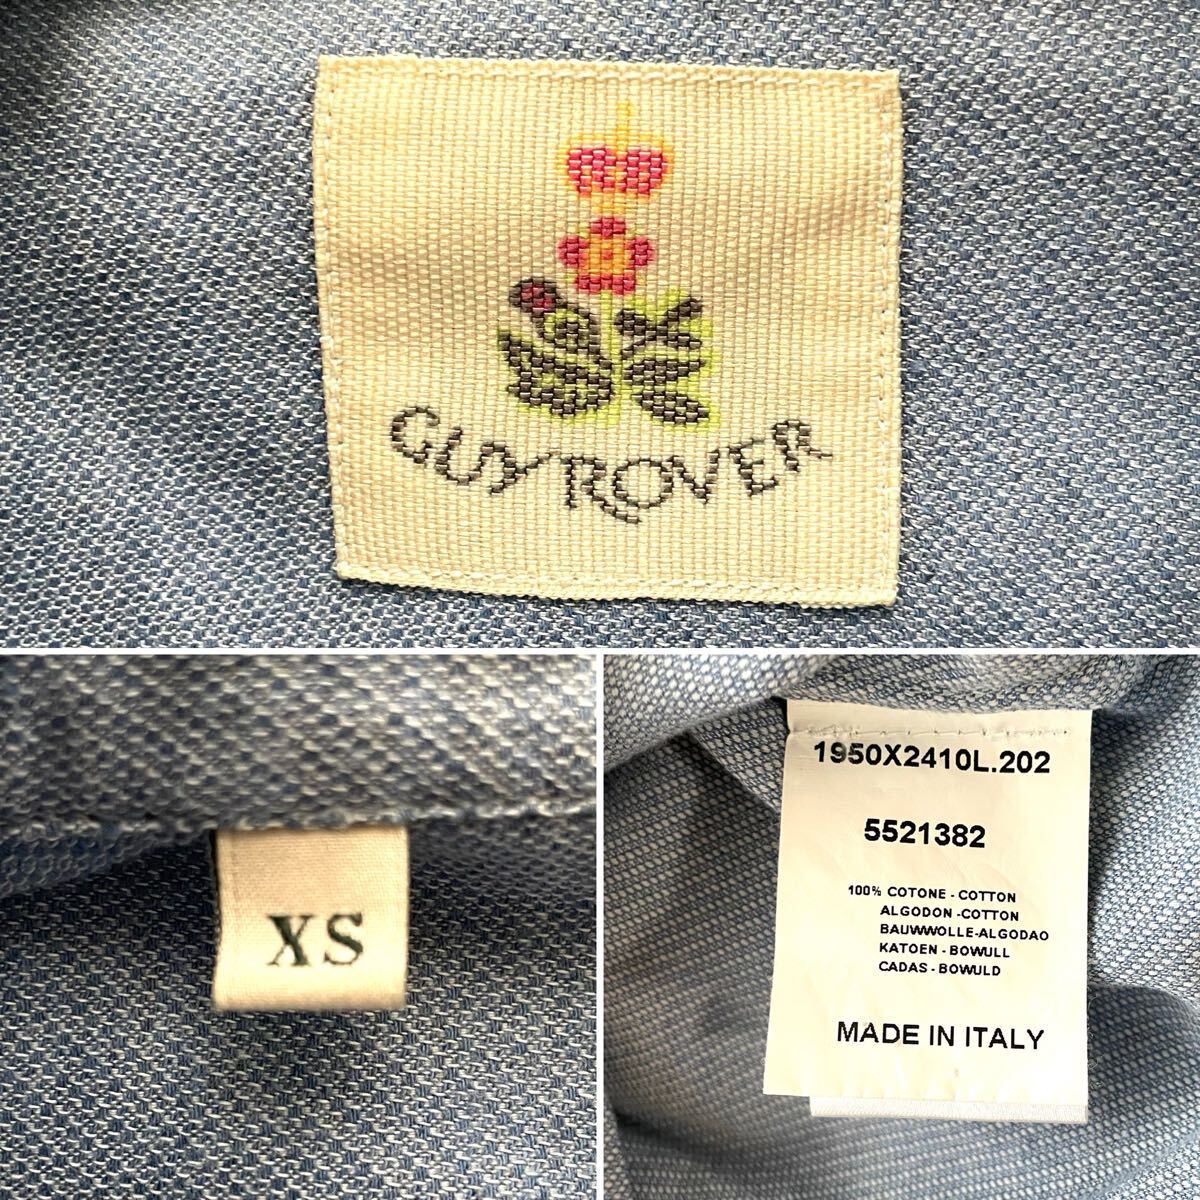 GUY ROVER
XS
1950X2410L.202
5521382
100% COTONE - COTTON
ALGODON -COTTON
BAUWWOLLE-ALGODAO
KATOEN - BOWULL
CADAS - BOWULD
MADE IN ITALY